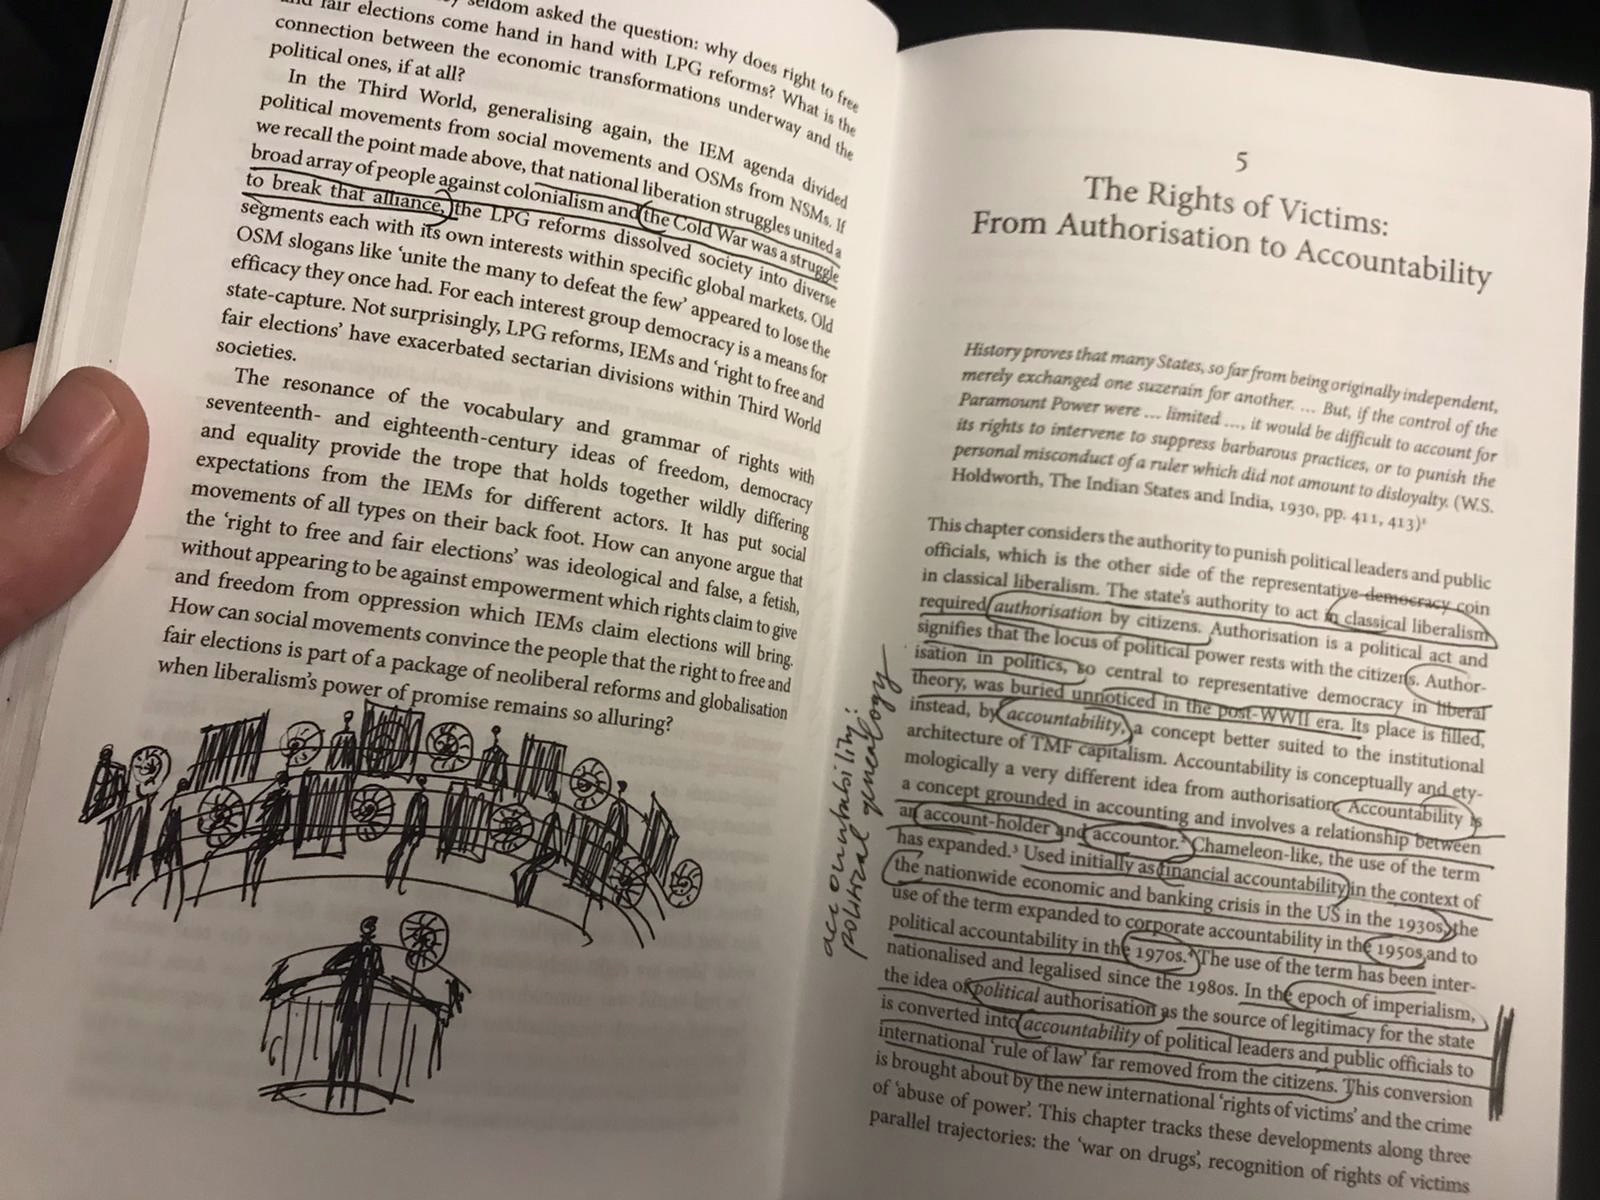 seldom asked the question: why does right to free
and fair elections come hand in hand with LPG reforms? What is the
connection between the economic transformations underway and the
political ones, if at all?
In the Third World, generalising again, the IEM agenda divided
political movements from social movements and OSMs from NSMs. If
we recall the point made above, that national liberation struggles united a
broad array of people against colonialism and the Cold War was a struggle
to break that alliance, the LPG reforms dissolved society into diverse
segments each with its own interests within specific global markets. Old
OSM slogans like ‘unite the many to defeat the few’ appeared to lose the
efficacy they once had. For each interest group democracy is a means for
state-capture. Not surprisingly, LPG reforms, IEMs and ‘right to free and
fair elections’ have exacerbated sectarian divisions within Third World
societies.
The resonance of the vocabulary and grammar of rights with
seventeenth- and eighteenth-century ideas of freedom, democracy
and equality provide the trope that holds together wildly differing
expectations from the IEMs for different actors. It has put social
movements of all types on their back foot. How can anyone argue that
the ‘right to free and fair elections’ was ideological and false, a fetish,
without appearing to be against empowerment which rights claim to give
and freedom from oppression which IEMs claim elections will bring.
How can social movements convince the people that the right to free and
fair elections is part of a package of neoliberal reforms and globalisation
when liberalism’s power of promise remains so alluring?
5
The Rights of Victims:
From Authorisation to Accountability
History proves that many States, so far from being originally independent,
merely exchanged one suzerain for another. ... But, if the control of the
Paramount Power were ... limited ..., it would be difficult to account for
its rights to intervene to suppress barbarous practices, or to punish the
personal misconduct of a ruler which did not amount to disloyalty. (W.S.
Holdworth, The Indian States and India, 1930, pp. 411, 413)¹
This chapter considers the authority to punish political leaders and public
officials, which is the other side of the representative democracy coin
in classical liberalism. The state’s authority to act in classical liberalism
required authorisation by citizens. Authorisation is a political act and
signifies that the locus of political power rests with the citizens. Author-
isation in politics, so central to representative democracy in liberal
theory, was buried unnoticed in the post-WWII era. Its place is filled,
instead, by accountability, a concept better suited to the institutional
architecture of TMF capitalism. Accountability is conceptually and ety-
mologically a very different idea from authorisation. Accountability is
a concept grounded in accounting and involves a relationship between
an account-holder and accountor.² Chameleon-like, the use of the term
has expanded.³ Used initially as financial accountability in the context of
the nationwide economic and banking crisis in the US in the 1930s, the
use of the term expanded to corporate accountability in the 1950s and to
political accountability in the 1970s.⁴ The use of the term has been inter-
nationalised and legalised since the 1980s. In the epoch of imperialism,
the idea of political authorisation as the source of legitimacy for the state
is converted into accountability of political leaders and public officials to
international ‘rule of law’ far removed from the citizens. This conversion
is brought about by the new international ‘rights of victims’ and the crime
of ‘abuse of power’. This chapter tracks these developments along three
parallel trajectories: the ‘war on drugs’, recognition of rights of victims
accountability:
political genealogy